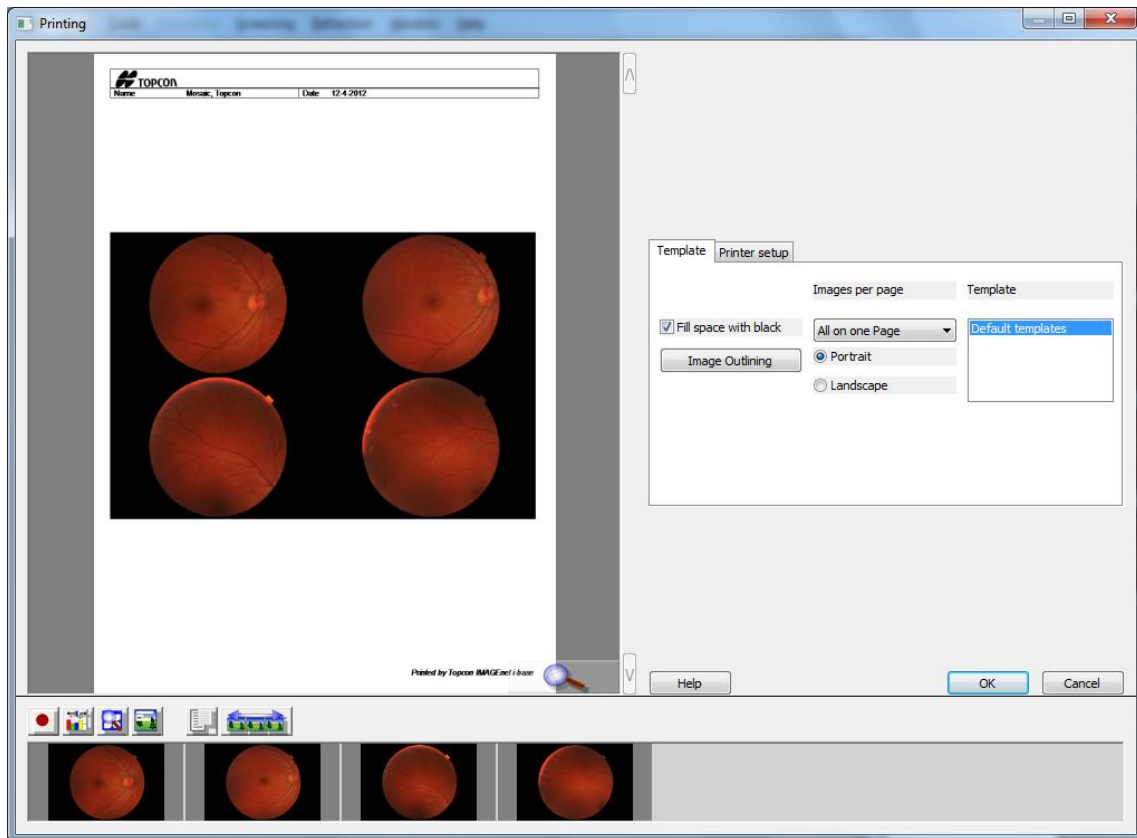 Printing
TOPCON
Name Mosaic, Topcon Date 12-4-2012
Template Printer setup
Images per page Template
Fill space with black All on one Page Default templates
Image Outlining Portrait
Landscape
Printed by Topcon IMAGEnet i-base
Help OK Cancel